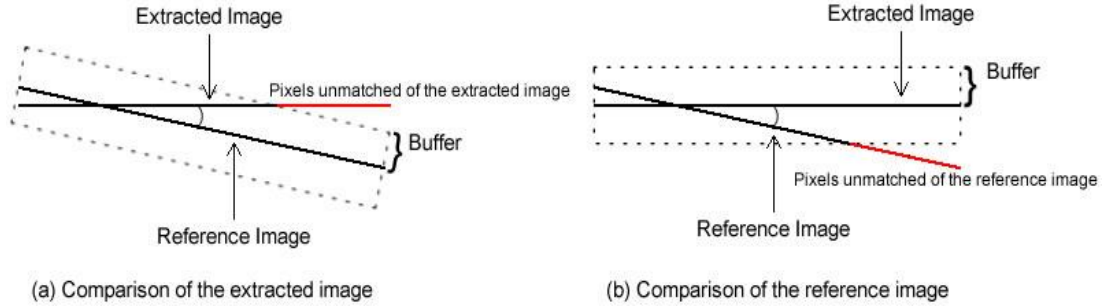 Extracted Image
Pixels unmatched of the extracted image
Buffer
Reference Image
(a) Comparison of the extracted image
Extracted Image
Buffer
Pixels unmatched of the reference image
Reference Image
(b) Comparison of the reference image